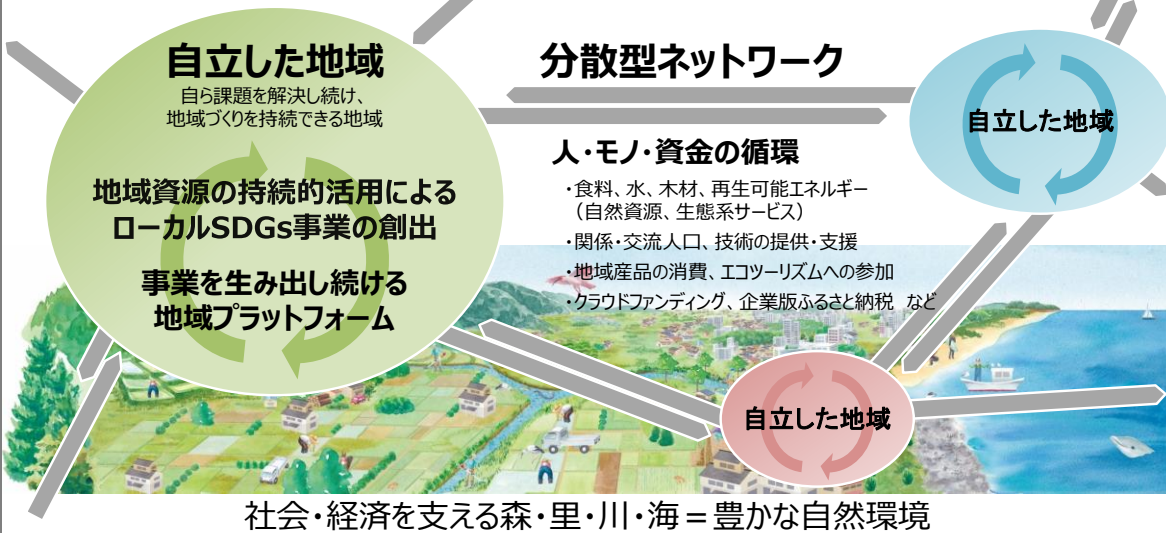 自立した地域
自ら課題を解決し続け、
地域づくりを持続できる地域
地域資源の持続的活用による
ローカルSDGs事業の創出
事業を生み出し続ける
地域プラットフォーム
分散型ネットワーク
人・モノ・資金の循環
・食料、水、木材、再生可能エネルギー
（自然資源、生態系サービス）
・関係・交流人口、技術の提供・支援
・地域産品の消費、エコツーリズムへの参加
・クラウドファンディング、企業版ふるさと納税 など
自立した地域
自立した地域
社会・経済を支える森・里・川・海＝豊かな自然環境